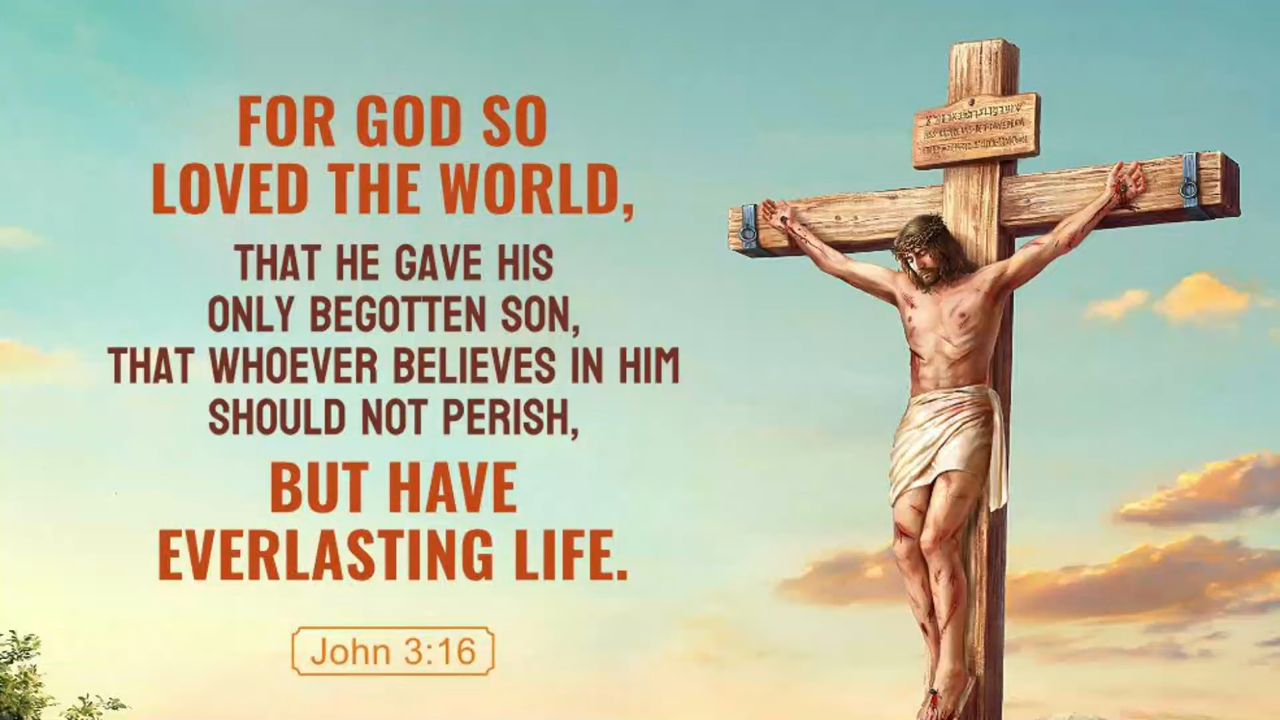 FOR GOD SO
LOVED THE WORLD,
THAT HE GAVE HIS
ONLY BEGOTTEN SON,
THAT WHOEVER BELIEVES IN HIM
SHOULD NOT PERISH,
BUT HAVE
EVERLASTING LIFE.
John 3:16